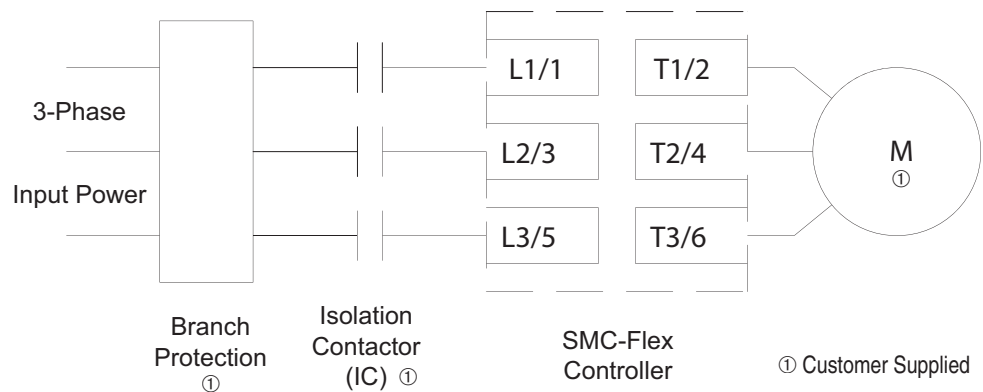 3-Phase
Input Power
L1/1
T1/2
L2/3
T2/4
L3/5
T3/6
M
①
Branch
Protection
①
Isolation
Contactor
(IC) ①
SMC-Flex
Controller
① Customer Supplied